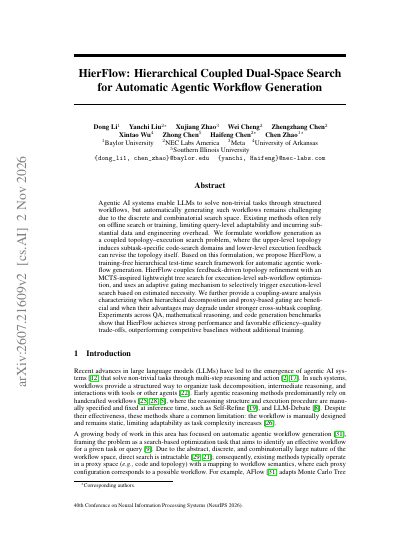 HierFlow: Hierarchical Coupled Dual-Space Search
for Automatic Agentic Workflow Generation
Dong Li¹ Yanchi Liu²* Xujiang Zhao² Wei Cheng² Zhengzhang Chen²
Xintao Wu⁴ Zhong Chen⁵ Haifeng Chen²* Chen Zhao¹*
¹Baylor University ²NEC Labs America ³Meta ⁴University of Arkansas
⁵Southern Illinois University
{dong_li1, chen_zhao}@baylor.edu {yanchi, Haifeng}@nec-labs.com
Abstract
Agentic AI systems enable LLMs to solve non-trivial tasks through structured
workflows, but automatically generating such workflows remains challenging
due to the discrete and combinatorial search space. Existing methods often rely
on offline search or training, limiting query-level adaptability and incurring sub-
stantial data and engineering overhead. We formulate workflow generation as
a coupled topology–execution search problem, where the upper-level topology
induces subtask-specific code-search domains and lower-level execution feedback
can revise the topology itself. Based on this formulation, we propose HierFlow, a
training-free hierarchical test-time search framework for automatic agentic work-
flow generation. HierFlow couples feedback-driven topology refinement with a
MCTS-inspired lightweight tree search for execution-level sub-workflow optimiza-
tion, and uses an adaptive gating mechanism to selectively trigger execution-level
search based on estimated necessity. We further provide a coupling-aware analysis
characterizing when hierarchical decomposition and proxy-based gating are benefi-
cial and when their advantages may degrade under stronger cross-subtask coupling.
Experiments across QA, mathematical reasoning, and code generation benchmarks
show that HierFlow achieves strong performance and favorable efficiency–quality
trade-offs, outperforming competitive baselines without additional training.
1 Introduction
Recent advances in large language models (LLMs) have led to the emergence of agentic AI sys-
tems [12] that solve non-trivial tasks through multi-step reasoning and action [2, 17]. In such systems,
workflows provide a structured way to organize task decomposition, intermediate reasoning, and
interactions with tools or other agents [22]. Early agentic methods predominantly rely on
handcrafted workflows [25, 28, 8], where the reasoning structure and execution procedure are manu-
ally specified and fixed at inference time, such as Self-Refine [19], and LLM-Debate [8]. Despite
their effectiveness, these methods share a common limitation: the workflow is manually designed
and remains static, limiting adaptability as task complexity increases [26].
A growing body of work in this area has focused on automatic agentic workflow generation [31],
framing the problem as a search-based optimization task that aims to identify an effective workflow
for a given task or query [9]. Due to the abstract, discrete, and combinatorially large nature of the
workflow space, direct search is intractable [29, 21]; consequently, existing methods typically operate
in a proxy space (e.g., code and topology) with a mapping to workflow semantics, where each proxy
configuration corresponds to a possible workflow. For example, AFlow [31] adapts Monte Carlo Tree
*Corresponding authors.
40th Conference on Neural Information Processing Systems (NeurIPS 2026).
arXiv:2607.21609v2 [cs.AI] 2 Nov 2026